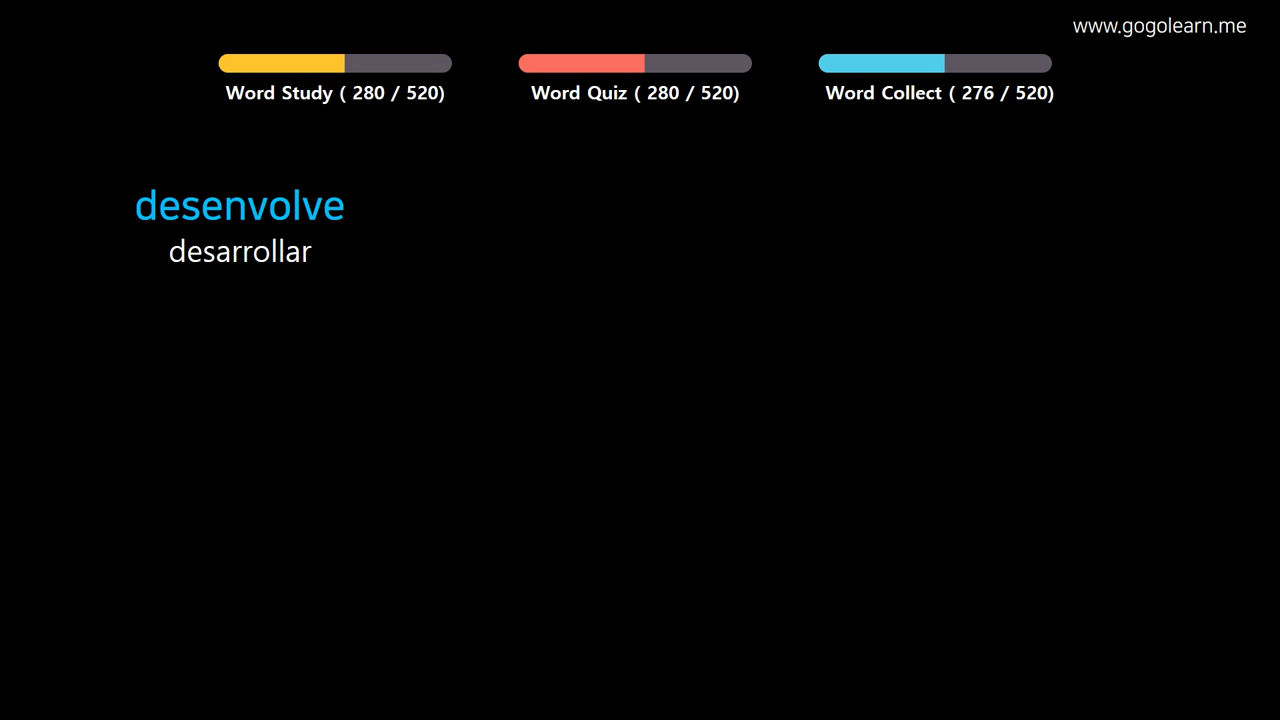 www.gogolearn.me
Word Study ( 280 / 520)
Word Quiz ( 280 / 520)
Word Collect ( 276 / 520)
desenvolve
desarrollar